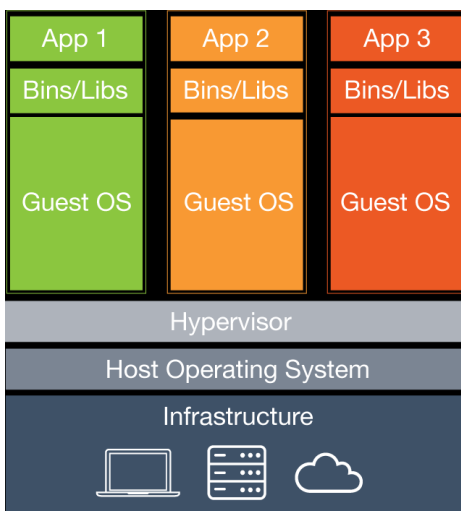 App 1
App 2
App 3
Bins/Libs
Bins/Libs
Bins/Libs
Guest OS
Guest OS
Guest OS
Hypervisor
Host Operating System
Infrastructure